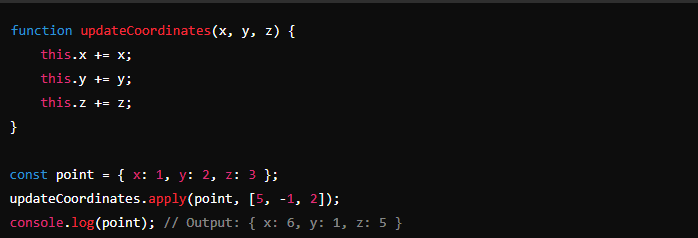 function updateCoordinates(x, y, z) {
    this.x += x;
    this.y += y;
    this.z += z;
}

const point = { x: 1, y: 2, z: 3 };
updateCoordinates.apply(point, [5, -1, 2]);
console.log(point); // Output: { x: 6, y: 1, z: 5 }